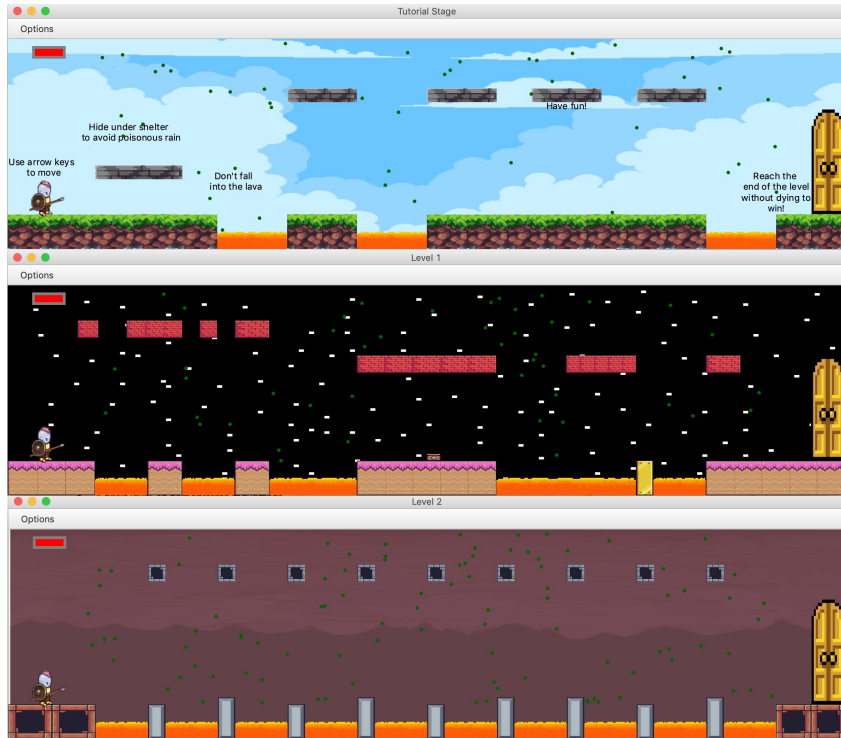 Tutorial Stage
Options
Have fun!
Hide under shelter
to avoid poisonous rain
Use arrow keys
to move
Don't fall
into the lava
Reach the
end of the level
without dying to
win!
Level 1
Options
Level 2
Options